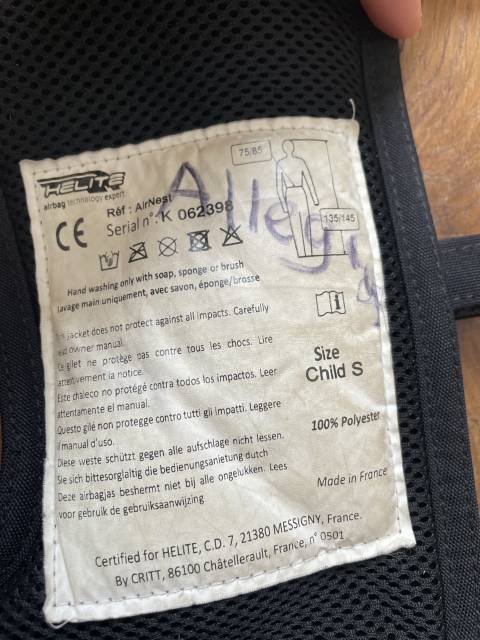 HELITE
airbag technology expert
Réf : AirNest
Serial n°: K 062398
75/85
135/145
Hand washing only with soap, sponge or brush
lavage main uniquement, avec savon, éponge/brosse
jacket does not protect against all impacts. Carefully
owner manual.
Ce gilet ne protège pas contre tous les chocs. Lire
attentivement la notice.
Este chaleco no protégé contra todos los impactos. Leer
attentamente el manual.
Questo gilé non protegge contro tutti gli Impatti. Leggere
il manual d'uso.
Diese weste schützt gegen alle aufschlage nicht lessen.
Sie sich bittesorglaltig die bedienungsanietung dutch
Deze airbagjas beshermt niet bij alle ongelukken. Lees
voor gebruik de gebruiksaanwijzing
Size
Child S
100% Polyester
Made in France
Certified for HELITE, C.D. 7, 21380 MESSIGNY, France.
By CRITT, 86100 Châtellerault, France, n° 0501
CE